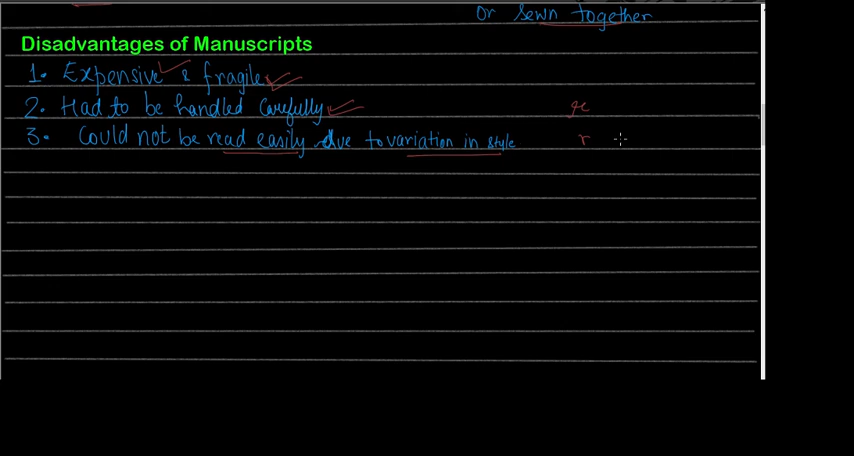 Or Sewn together
Disadvantages of Manuscripts
1. Expensive & fragile
2. Had to be handled Carefully
3. Could not be read easily due to variation in style
r